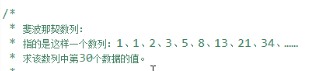 /*
* 斐波那契数列:
* 指的是这样一个数列: 1、1、2、3、5、8、13、21、34、……
* 求该数列中第30个数据的值。
*